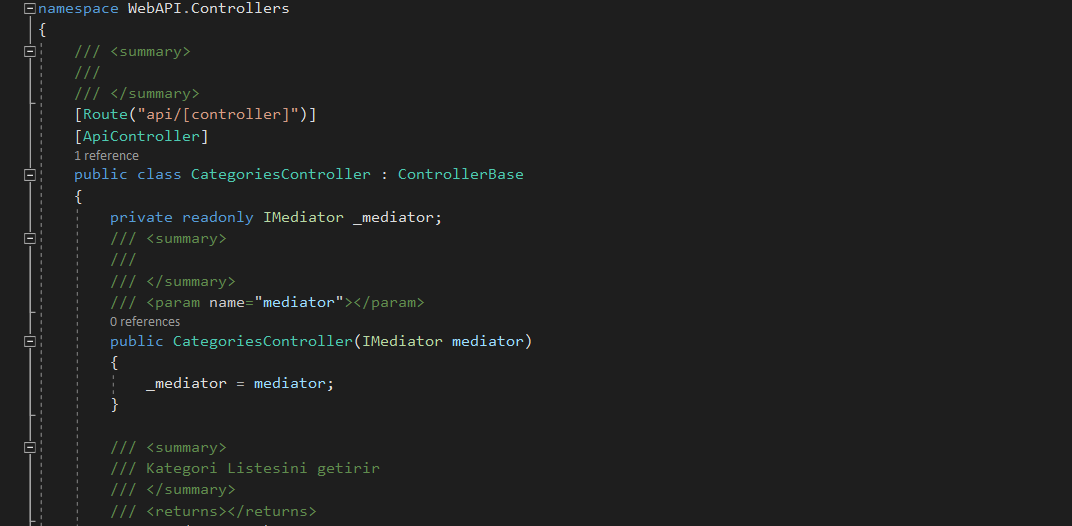 namespace WebAPI.Controllers
{
/// <summary>
///
/// </summary>
[Route("api/[controller]")]
[ApiController]
1 reference
public class CategoriesController : ControllerBase
{
private readonly IMediator _mediator;
/// <summary>
///
/// </summary>
/// <param name="mediator"></param>
0 references
public CategoriesController(IMediator mediator)
{
_mediator = mediator;
}
/// <summary>
/// Kategori Listesini getirir
/// </summary>
/// <returns></returns>